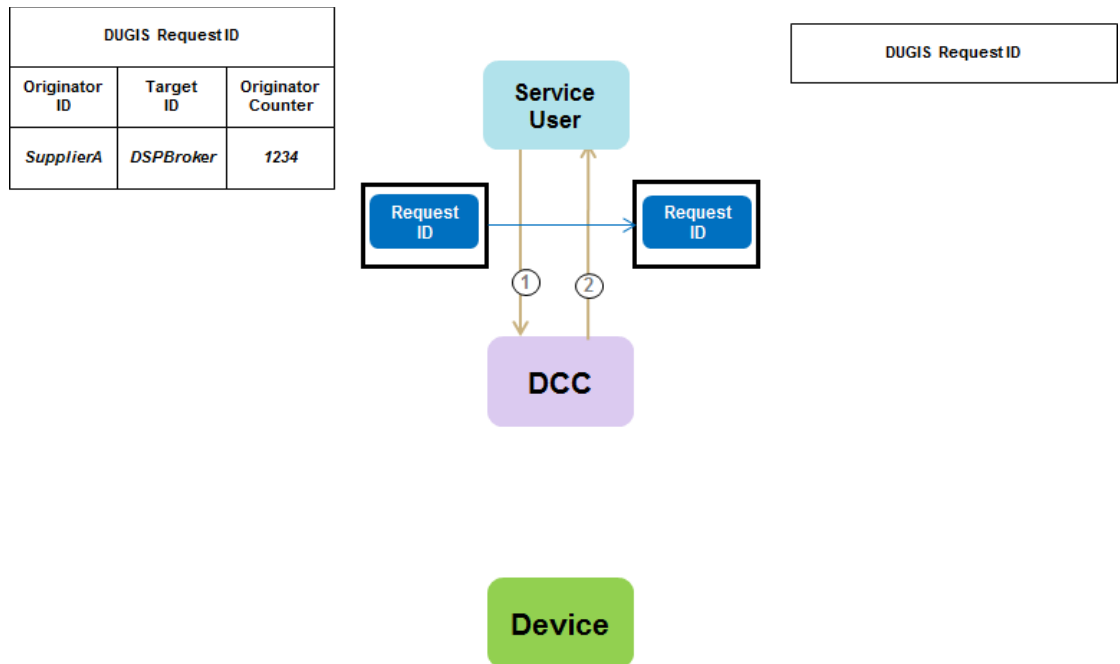 DUGIS Request ID
Originator ID
Target ID
Originator Counter
SupplierA
DSPBroker
1234
DUGIS Request ID
Service
User
Request
ID
Request
ID
1
2
DCC
Device